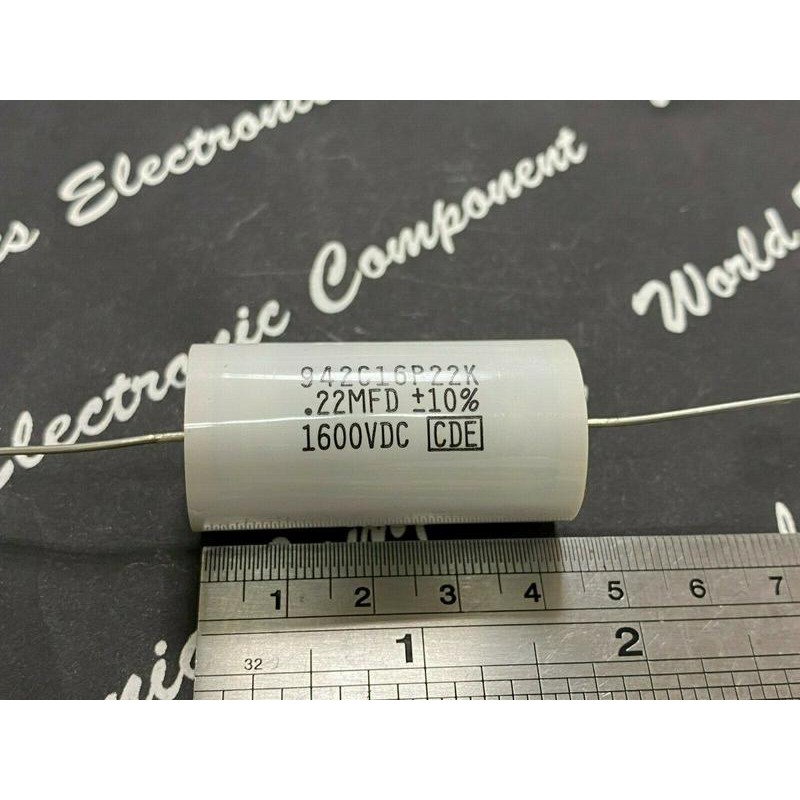 Electronic
Electronic Component
World
942C16P22K
.22MFD ±10%
1600VDC CDE
1 2 3 4 5 6 7
1 2
32